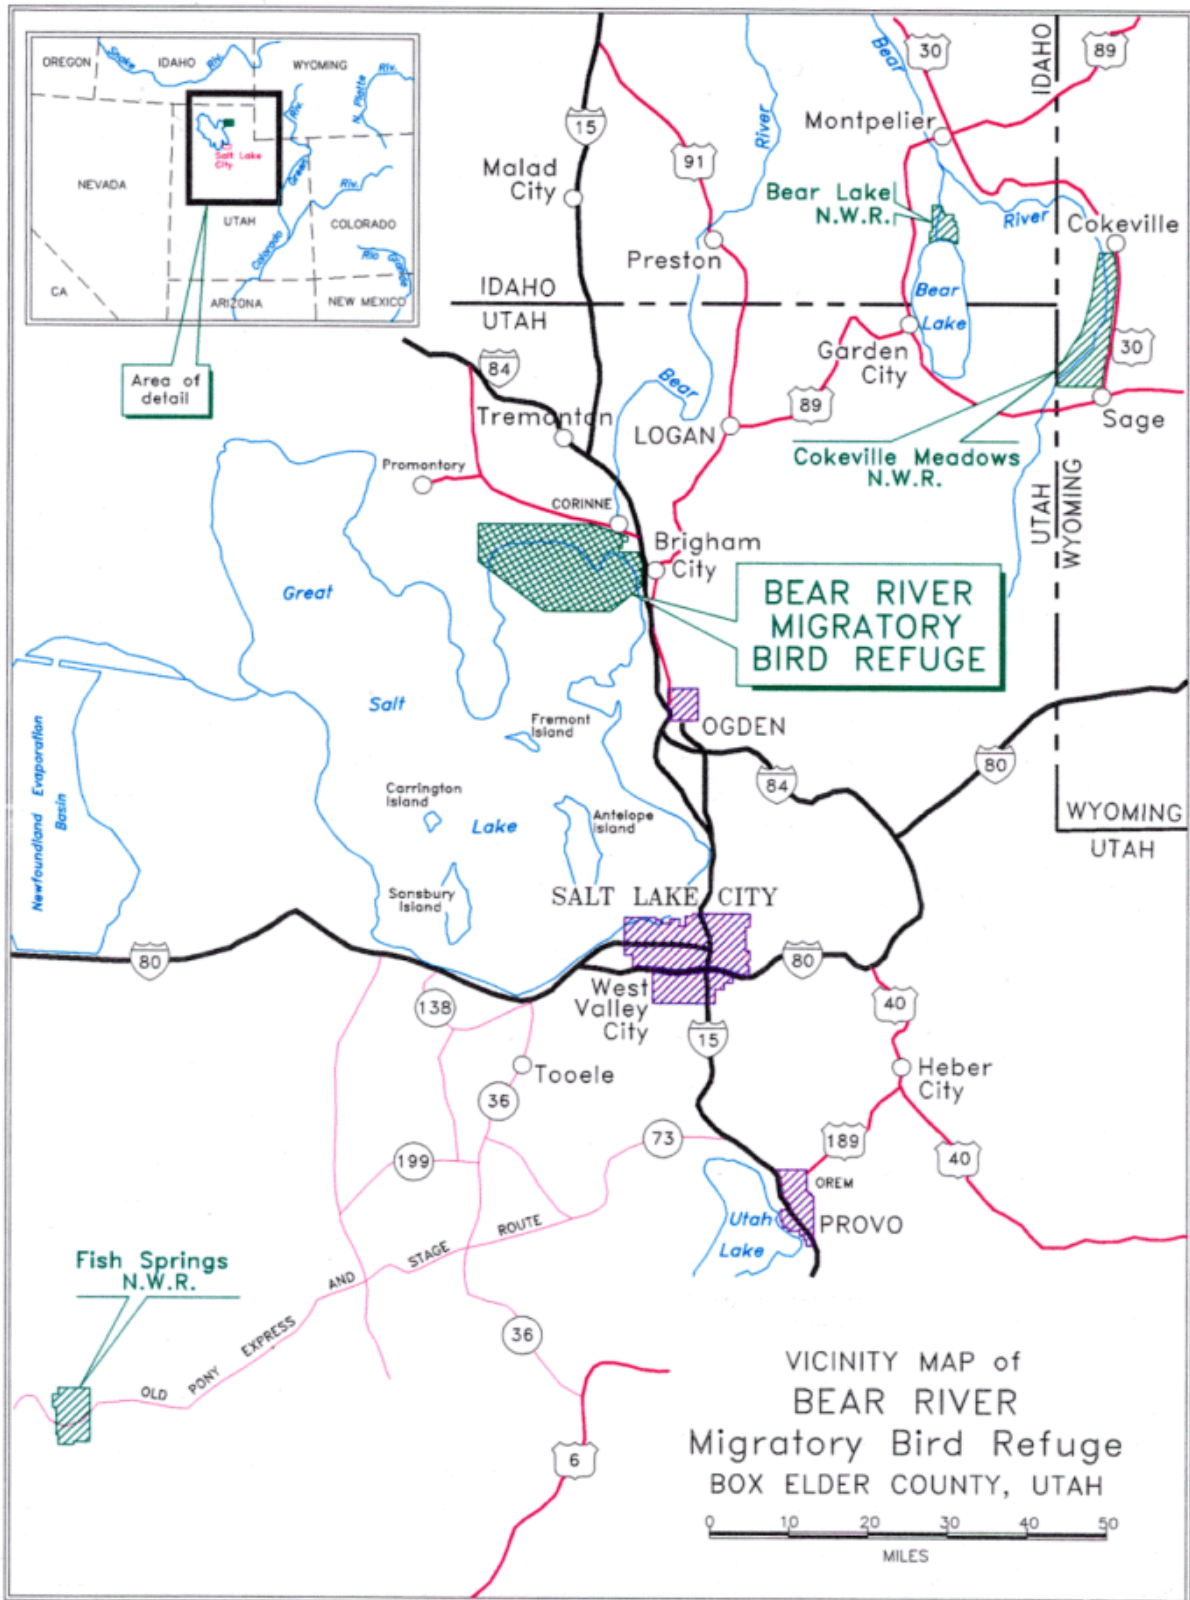 OREGON
Snake
Riv.
IDAHO
WYOMING
Riv.
N. Platte
Riv.
Green
Salt Lake
City
NEVADA
UTAH
Riv.
Colorado
COLORADO
Rio
Grande
CA
ARIZONA
NEW MEXICO
Area of
detail
15
91
30
89
Bear
River
IDAHO
Malad
City
Montpelier
Bear Lake
N.W.R.
Bear
River
Cokeville
Preston
IDAHO
UTAH
Bear
Lake
84
Garden
City
30
Bear
89
Tremonton
LOGAN
Sage
Cokeville Meadows
N.W.R.
Promontory
CORINNE
UTAH
WYOMING
Brigham
City
BEAR RIVER
MIGRATORY
BIRD REFUGE
Great
Salt
Lake
Fremont
Island
OGDEN
Newfoundland Evaporation
Basin
Carrington
Island
Antelope
Island
84
80
WYOMING
UTAH
Sansbury
Island
SALT LAKE CITY
80
80
West
Valley
City
138
40
15
Tooele
Heber
City
36
73
189
40
199
OREM
Utah
Lake
PROVO
Fish Springs
N.W.R.
OLD PONY EXPRESS AND STAGE ROUTE
36
6
VICINITY MAP of
BEAR RIVER
Migratory Bird Refuge
BOX ELDER COUNTY, UTAH
0 10 20 30 40 50
MILES